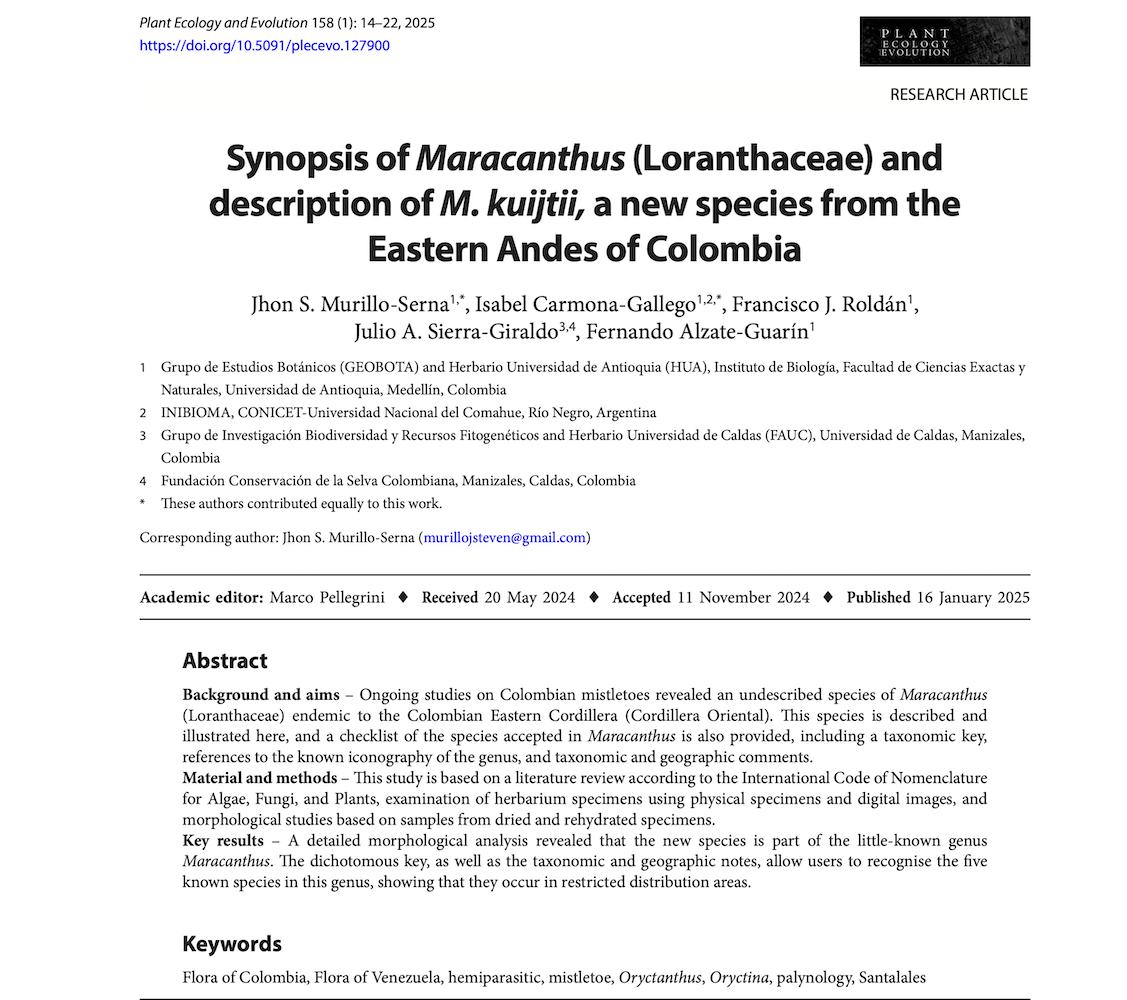 Plant Ecology and Evolution 158 (1): 14–22, 2025
https://doi.org/10.5091/plecevo.127900
PLANT
ECOLOGY
EVOLUTION
RESEARCH ARTICLE
Synopsis of Maracanthus (Loranthaceae) and
description of M. kuijtii, a new species from the
Eastern Andes of Colombia
Jhon S. Murillo-Serna1,*, Isabel Carmona-Gallego1,2,*, Francisco J. Roldán1,
Julio A. Sierra-Giraldo3,4, Fernando Alzate-Guarín1
1 Grupo de Estudios Botánicos (GEOBOTA) and Herbario Universidad de Antioquia (HUA), Instituto de Biología, Facultad de Ciencias Exactas y
Naturales, Universidad de Antioquia, Medellín, Colombia
2 INIBIOMA, CONICET-Universidad Nacional del Comahue, Río Negro, Argentina
3 Grupo de Investigación Biodiversidad y Recursos Fitogenéticos and Herbario Universidad de Caldas (FAUC), Universidad de Caldas, Manizales,
Colombia
4 Fundación Conservación de la Selva Colombiana, Manizales, Caldas, Colombia
* These authors contributed equally to this work.
Corresponding author: Jhon S. Murillo-Serna (murillojsteven@gmail.com)
Academic editor: Marco Pellegrini ♦ Received 20 May 2024 ♦ Accepted 11 November 2024 ♦ Published 16 January 2025
Abstract
Background and aims – Ongoing studies on Colombian mistletoes revealed an undescribed species of Maracanthus
(Loranthaceae) endemic to the Colombian Eastern Cordillera (Cordillera Oriental). This species is described and
illustrated here, and a checklist of the species accepted in Maracanthus is also provided, including a taxonomic key,
references to the known iconography of the genus, and taxonomic and geographic comments.
Material and methods – This study is based on a literature review according to the International Code of Nomenclature
for Algae, Fungi, and Plants, examination of herbarium specimens using physical specimens and digital images, and
morphological studies based on samples from dried and rehydrated specimens.
Key results – A detailed morphological analysis revealed that the new species is part of the little-known genus
Maracanthus. The dichotomous key, as well as the taxonomic and geographic notes, allow users to recognise the five
known species in this genus, showing that they occur in restricted distribution areas.
Keywords
Flora of Colombia, Flora of Venezuela, hemiparasitic, mistletoe, Oryctanthus, Oryctina, palynology, Santalales